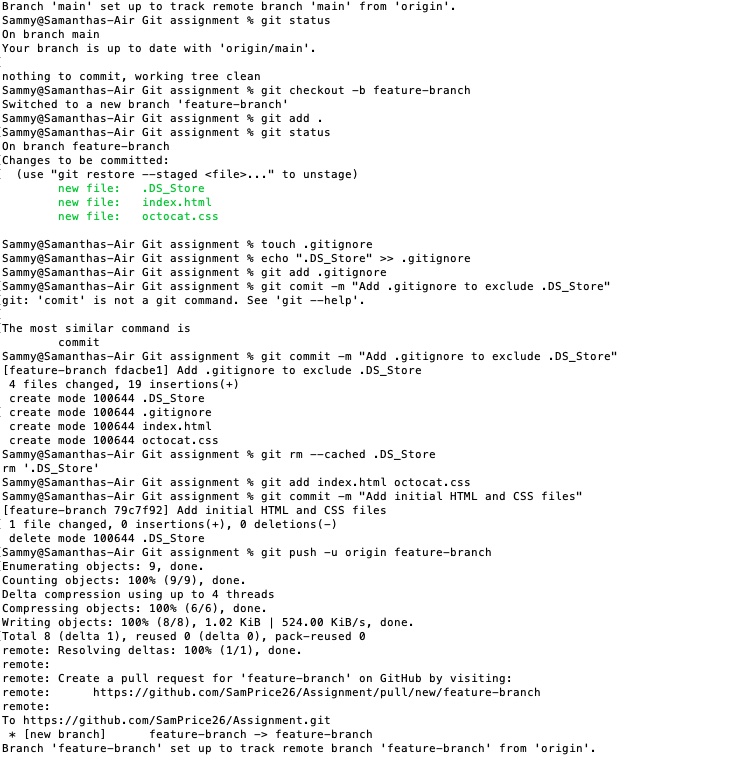 Branch 'main' set up to track remote branch 'main' from 'origin'.
Sammy@Samanthas-Air Git assignment % git status
On branch main
Your branch is up to date with 'origin/main'.
nothing to commit, working tree clean
Sammy@Samanthas-Air Git assignment % git checkout -b feature-branch
Switched to a new branch 'feature-branch'
Sammy@Samanthas-Air Git assignment % git add .
Sammy@Samanthas-Air Git assignment % git status
On branch feature-branch
Changes to be committed:
  (use "git restore --staged <file>..." to unstage)
        new file:   .DS_Store
        new file:   index.html
        new file:   octocat.css
Sammy@Samanthas-Air Git assignment % touch .gitignore
Sammy@Samanthas-Air Git assignment % echo ".DS_Store" >> .gitignore
Sammy@Samanthas-Air Git assignment % git add .gitignore
Sammy@Samanthas-Air Git assignment % git comit -m "Add .gitignore to exclude .DS_Store"
git: 'comit' is not a git command. See 'git --help'.
The most similar command is
        commit
Sammy@Samanthas-Air Git assignment % git commit -m "Add .gitignore to exclude .DS_Store"
[feature-branch fdacbe1] Add .gitignore to exclude .DS_Store
 4 files changed, 19 insertions(+)
 create mode 100644 .DS_Store
 create mode 100644 .gitignore
 create mode 100644 index.html
 create mode 100644 octocat.css
Sammy@Samanthas-Air Git assignment % git rm --cached .DS_Store
rm '.DS_Store'
Sammy@Samanthas-Air Git assignment % git add index.html octocat.css
Sammy@Samanthas-Air Git assignment % git commit -m "Add initial HTML and CSS files"
[feature-branch 79c7f92] Add initial HTML and CSS files
 1 file changed, 0 insertions(+), 0 deletions(-)
 delete mode 100644 .DS_Store
Sammy@Samanthas-Air Git assignment % git push -u origin feature-branch
Enumerating objects: 9, done.
Counting objects: 100% (9/9), done.
Delta compression using up to 4 threads
Compressing objects: 100% (6/6), done.
Writing objects: 100% (8/8), 1.02 KiB | 524.00 KiB/s, done.
Total 8 (delta 1), reused 0 (delta 0), pack-reused 0
remote: Resolving deltas: 100% (1/1), done.
remote:
remote: Create a pull request for 'feature-branch' on GitHub by visiting:
remote:      https://github.com/SamPrice26/Assignment/pull/new/feature-branch
remote:
To https://github.com/SamPrice26/Assignment.git
 * [new branch]      feature-branch -> feature-branch
Branch 'feature-branch' set up to track remote branch 'feature-branch' from 'origin'.